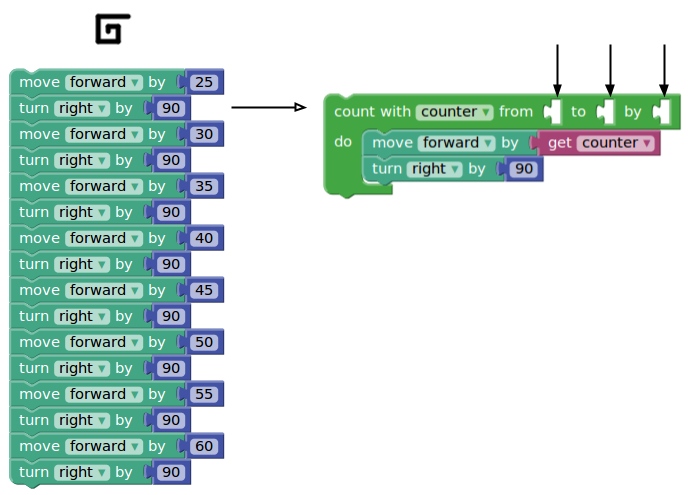 move forward ▾ by 25
turn right ▾ by 90
move forward ▾ by 30
turn right ▾ by 90
move forward ▾ by 35
turn right ▾ by 90
move forward ▾ by 40
turn right ▾ by 90
move forward ▾ by 45
turn right ▾ by 90
move forward ▾ by 50
turn right ▾ by 90
move forward ▾ by 55
turn right ▾ by 90
move forward ▾ by 60
turn right ▾ by 90
count with counter ▾ from to by
do move forward ▾ by get counter ▾
turn right ▾ by 90